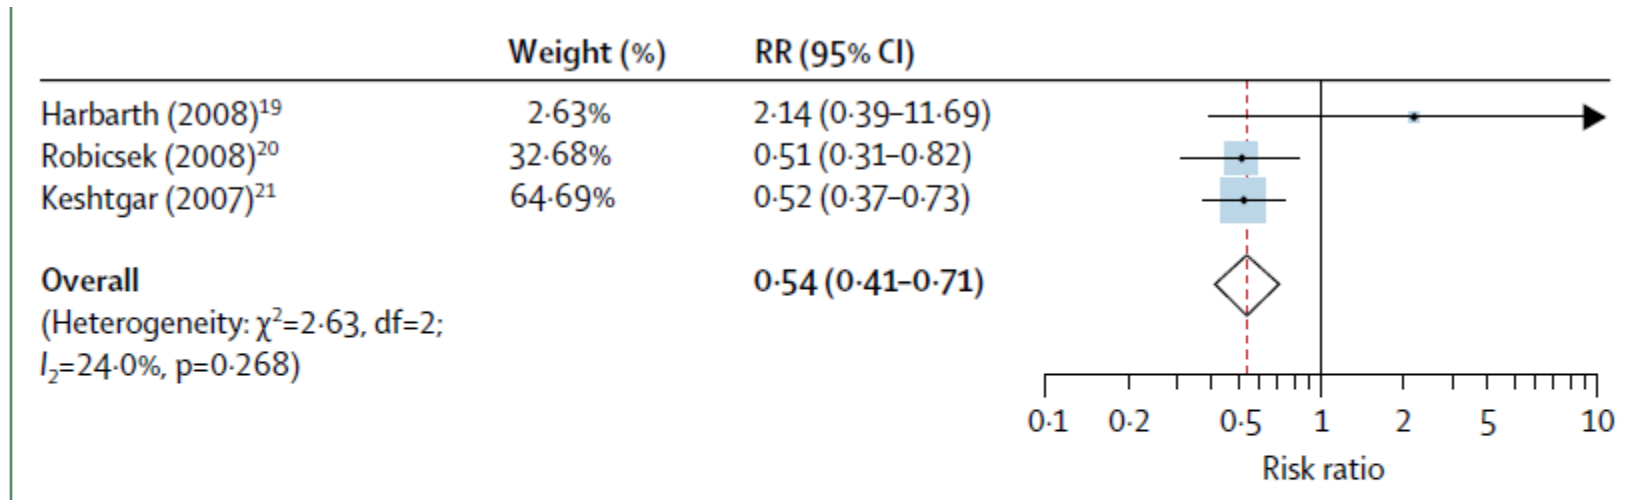 Weight (%) RR (95% CI)
Harbarth (2008)¹⁹ 2·63% 2·14 (0·39–11·69)
Robicsek (2008)²⁰ 32·68% 0·51 (0·31–0·82)
Keshtgar (2007)²¹ 64·69% 0·52 (0·37–0·73)
Overall 0·54 (0·41–0·71)
(Heterogeneity: χ²=2·63, df=2;
I₂=24·0%, p=0·268)
0·1 0·2 0·5 1 2 5 10
Risk ratio